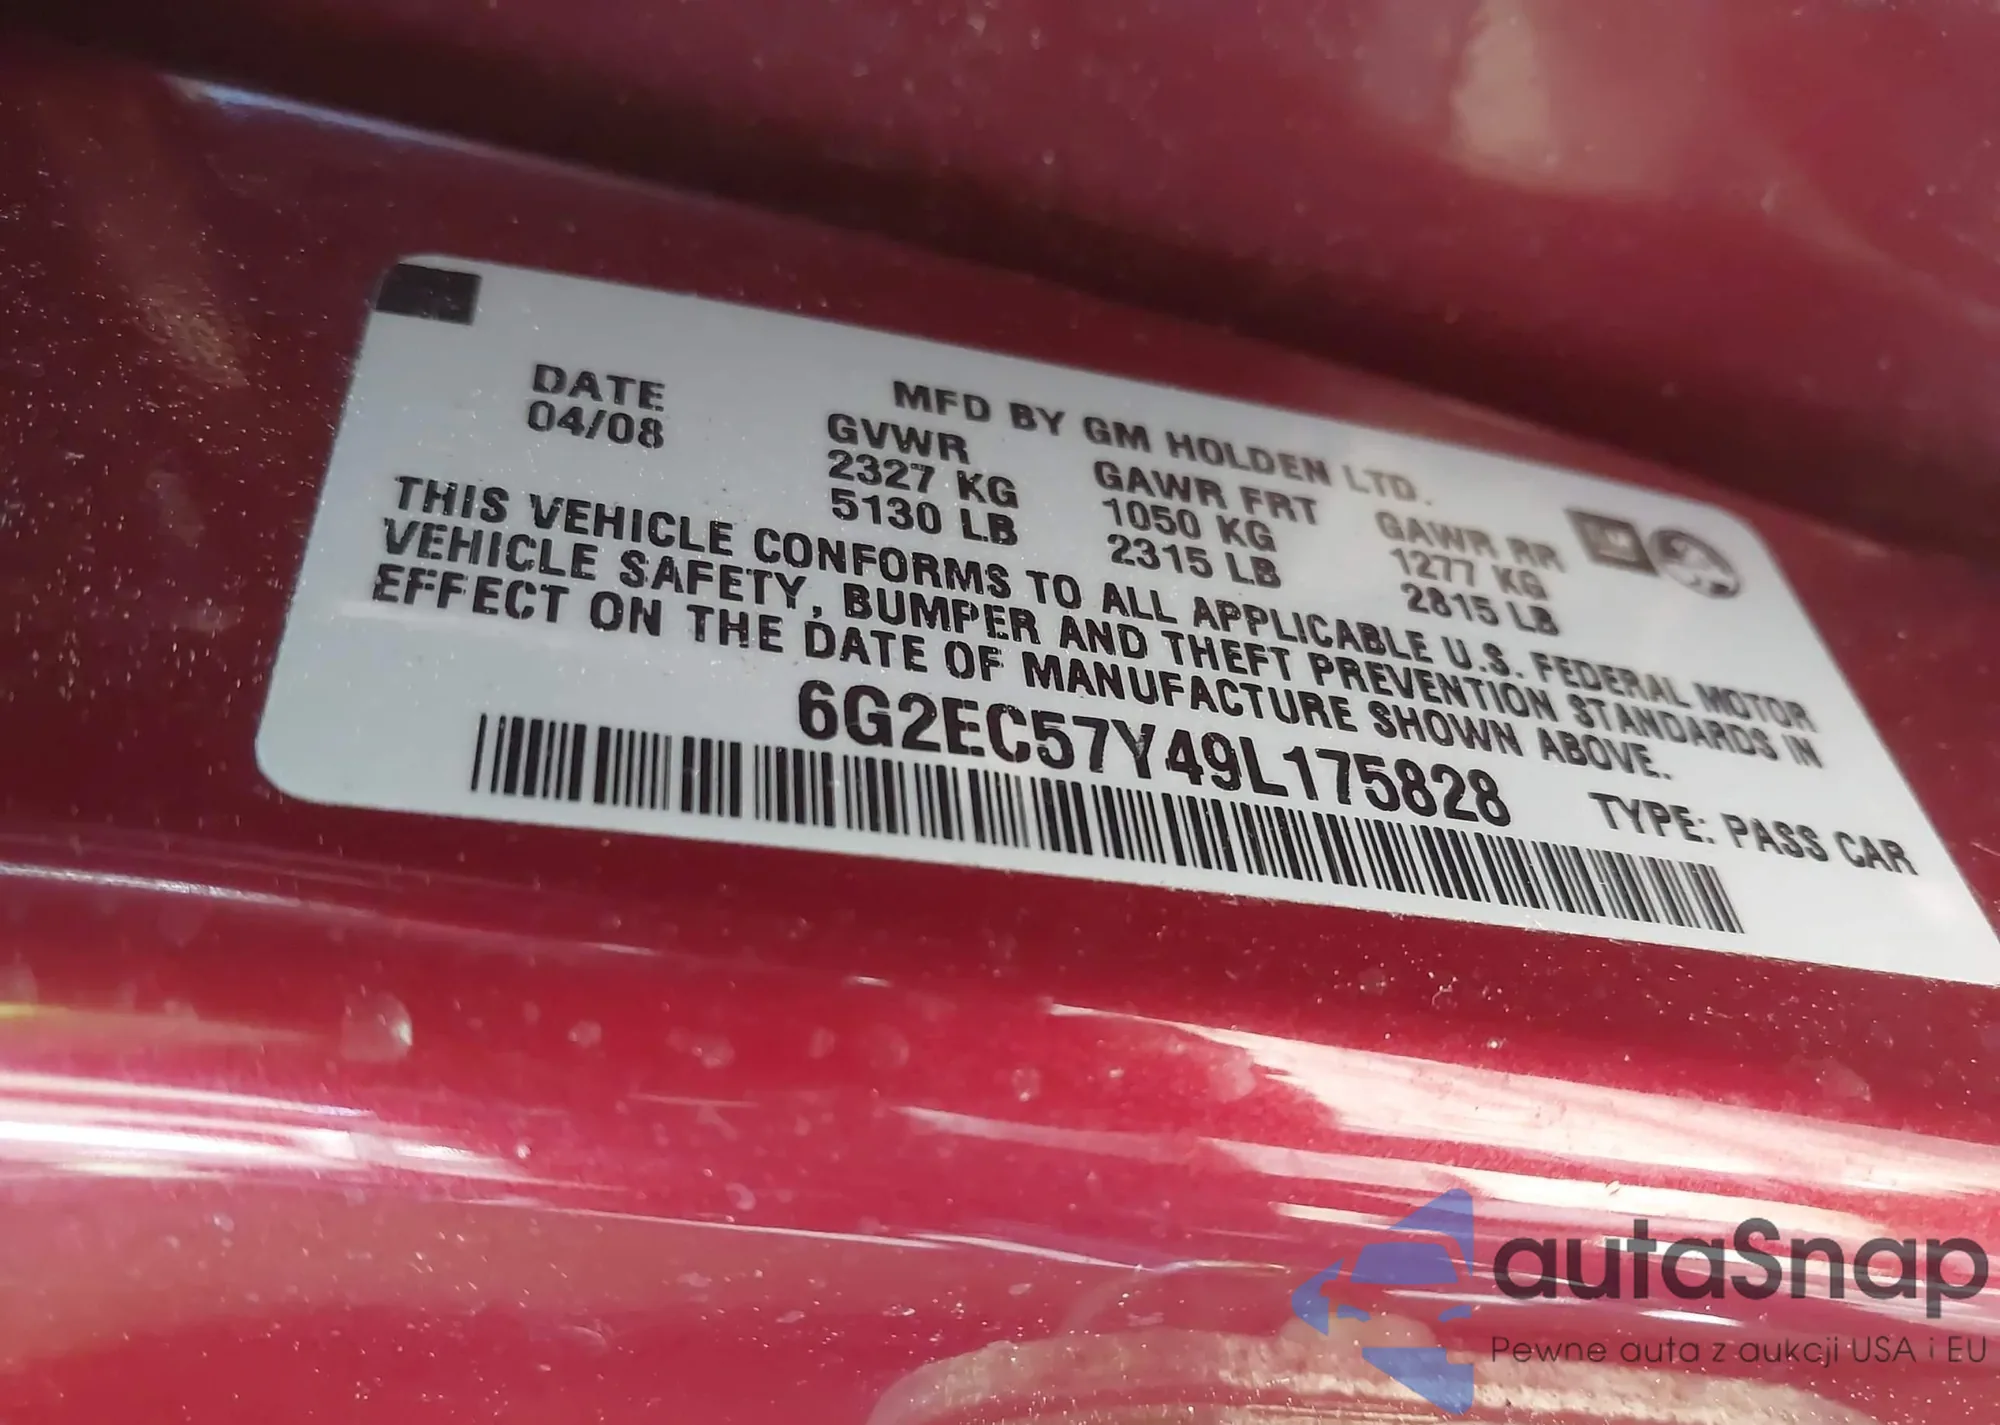 MFD BY GM HOLDEN LTD.
DATE
04/08
GVWR
2327 KG
5130 LB
GAWR FRT
1050 KG
2315 LB
GAWR RR
1277 KG
2815 LB
THIS VEHICLE CONFORMS TO ALL APPLICABLE U.S. FEDERAL MOTOR
VEHICLE SAFETY, BUMPER AND THEFT PREVENTION STANDARDS IN
EFFECT ON THE DATE OF MANUFACTURE SHOWN ABOVE.
6G2EC57Y49L175828
TYPE: PASS CAR
autaSnap
Pewne auta z aukcji USA i EU